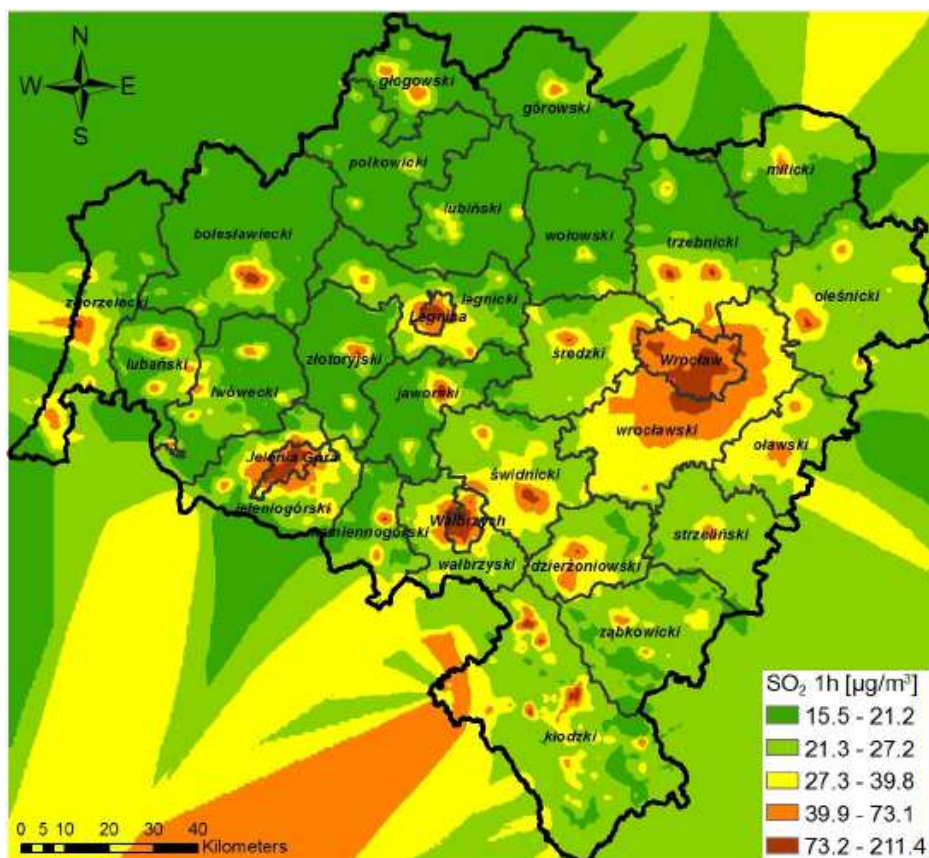 N
W E
S
głogowski
górowski
polkowicki
milicki
lubiński
bolesławiecki
wołowski
trzebnicki
zgorzelecki
legnicki
Legnica
oleśnicki
lubański
lwówecki
złotoryjski
średzki
Wrocław
jaworski
wrocławski
oławski
Jelenia Góra
świdnicki
jeleniogórski
kamiennogórski
Wałbrzych
strzeliński
wałbrzyski
dzierżoniowski
ząbkowicki
kłodzki
SO₂ 1h [µg/m³]
15.5 - 21.2
21.3 - 27.2
27.3 - 39.8
39.9 - 73.1
73.2 - 211.4
0 5 10 20 30 40
Kilometers